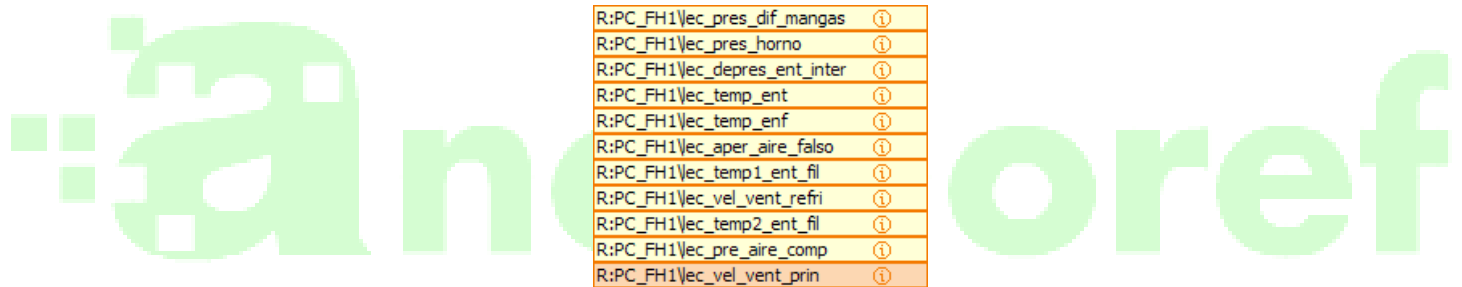 R:PC_FH1\lec_pres_dif_mangas
R:PC_FH1\lec_pres_horno
R:PC_FH1\lec_depres_ent_inter
R:PC_FH1\lec_temp_ent
R:PC_FH1\lec_temp_enf
R:PC_FH1\lec_aper_aire_falso
R:PC_FH1\lec_temp1_ent_fil
R:PC_FH1\lec_vel_vent_refri
R:PC_FH1\lec_temp2_ent_fil
R:PC_FH1\lec_pre_aire_comp
R:PC_FH1\lec_vel_vent_prin